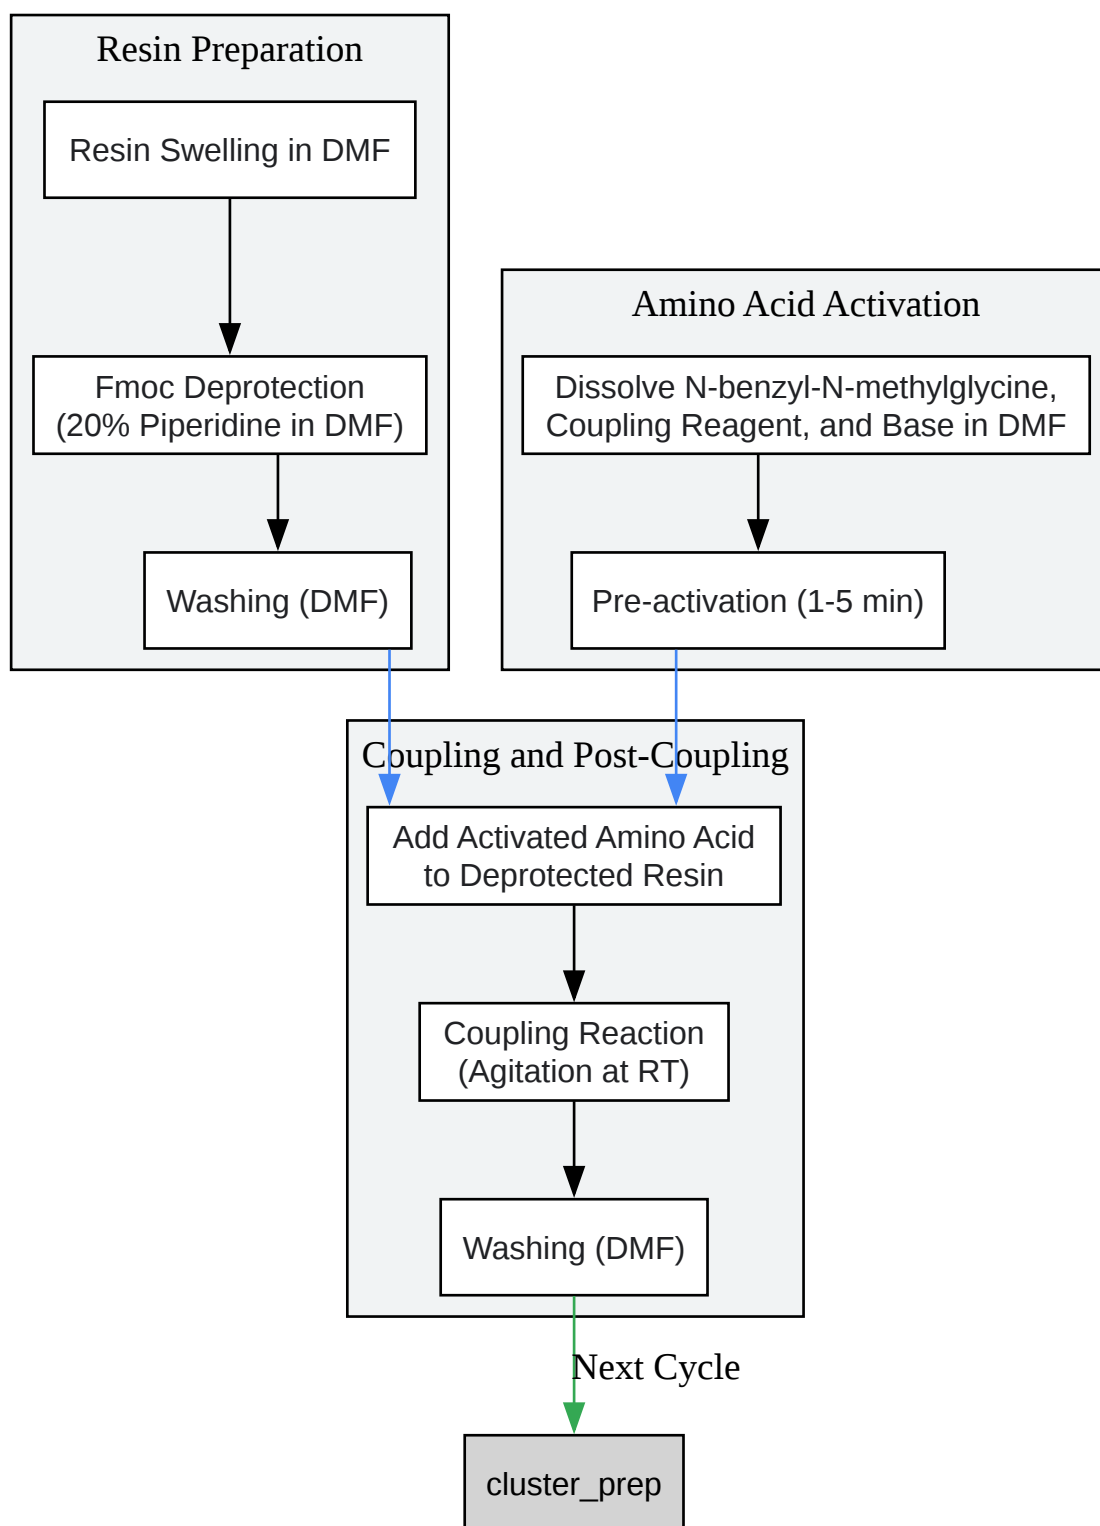 Resin Preparation
Resin Swelling in DMF
Fmoc Deprotection
(20% Piperidine in DMF)
Washing (DMF)
Amino Acid Activation
Dissolve N-benzyl-N-methylglycine,
Coupling Reagent, and Base in DMF
Pre-activation (1-5 min)
Coupling and Post-Coupling
Add Activated Amino Acid
to Deprotected Resin
Coupling Reaction
(Agitation at RT)
Washing (DMF)
Next Cycle
cluster_prep